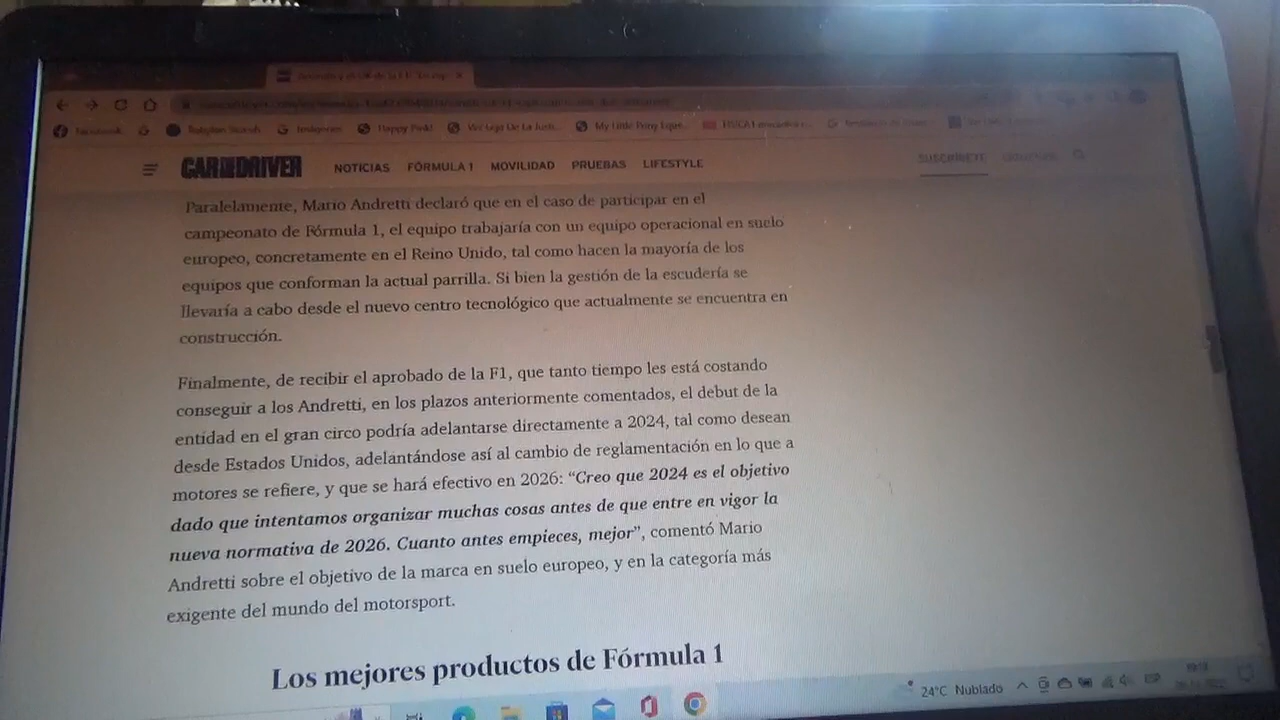 Facebook
Imágenes
Happy Pink!
My Little Pony Eque...
CAR AND DRIVER
NOTICIAS FÓRMULA 1 MOVILIDAD PRUEBAS LIFESTYLE
SUSCRÍBETE
Paralelamente, Mario Andretti declaró que en el caso de participar en el
campeonato de Fórmula 1, el equipo trabajaría con un equipo operacional en suelo
europeo, concretamente en el Reino Unido, tal como hacen la mayoría de los
equipos que conforman la actual parrilla. Si bien la gestión de la escudería se
llevaría a cabo desde el nuevo centro tecnológico que actualmente se encuentra en
construcción.
Finalmente, de recibir el aprobado de la F1, que tanto tiempo les está costando
conseguir a los Andretti, en los plazos anteriormente comentados, el debut de la
entidad en el gran circo podría adelantarse directamente a 2024, tal como desean
desde Estados Unidos, adelantándose así al cambio de reglamentación en lo que a
motores se refiere, y que se hará efectivo en 2026: “Creo que 2024 es el objetivo
dado que intentamos organizar muchas cosas antes de que entre en vigor la
nueva normativa de 2026. Cuanto antes empieces, mejor”, comentó Mario
Andretti sobre el objetivo de la marca en suelo europeo, y en la categoría más
exigente del mundo del motorsport.
Los mejores productos de Fórmula 1
24°C Nublado